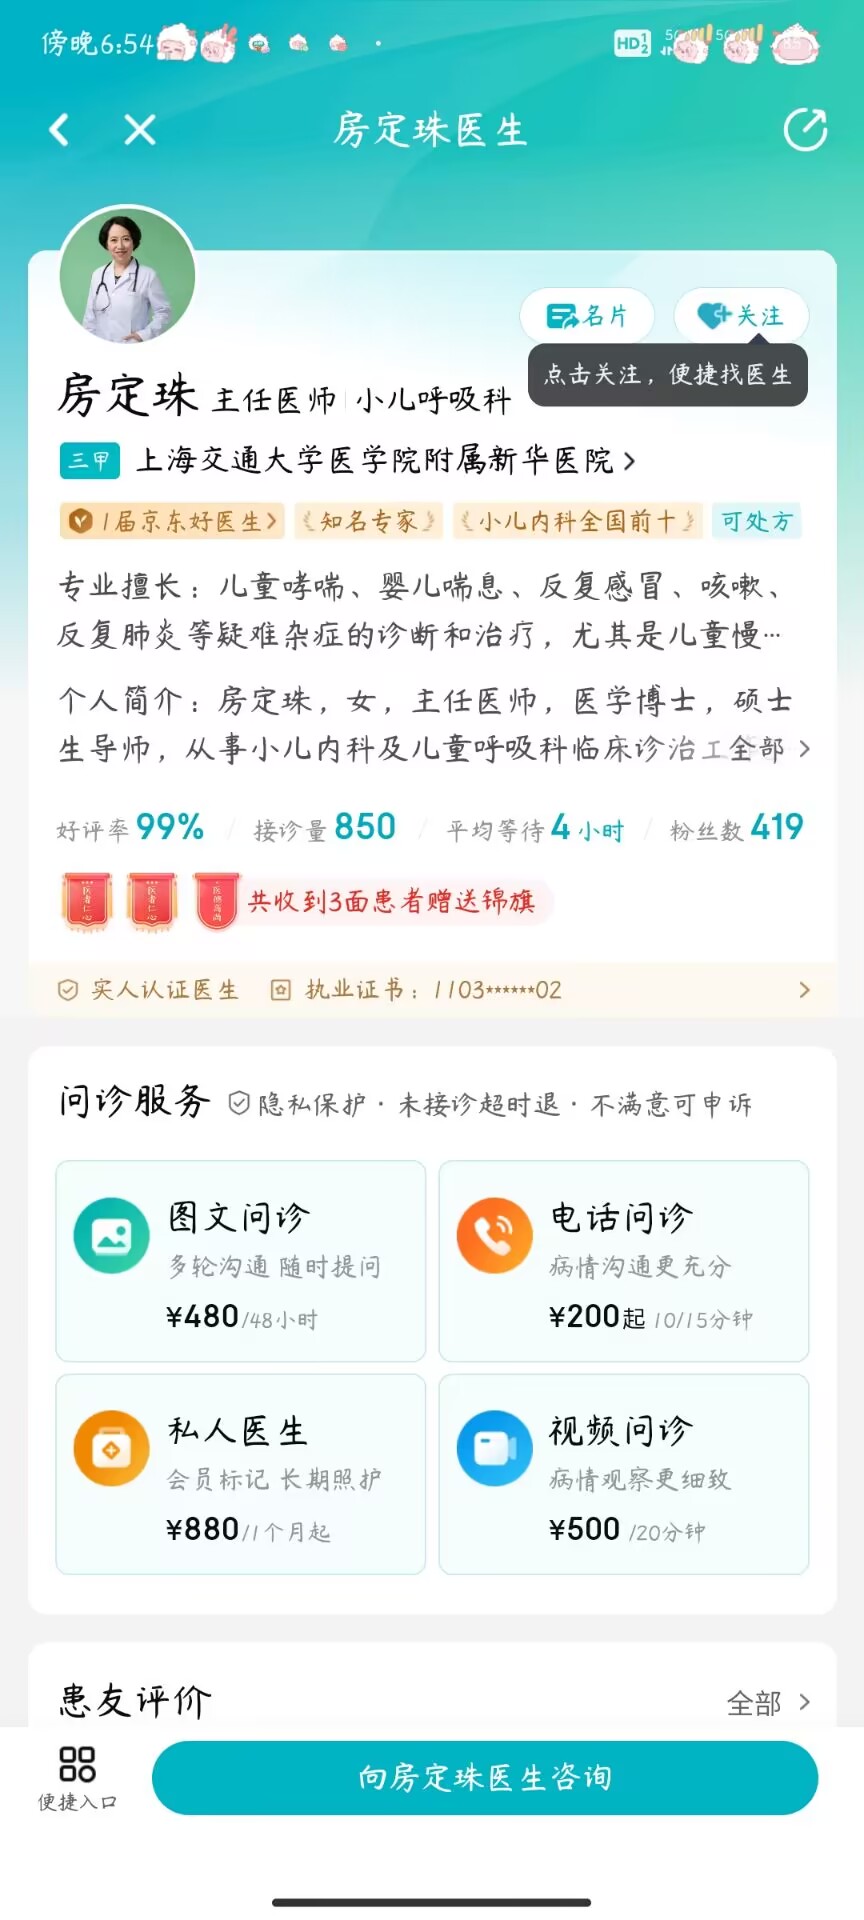 傍晚6:54
HD 1 2 5G 5G
房定珠医生
名片 关注
点击关注，便捷找医生
房定珠 主任医师 小儿呼吸科
三甲 上海交通大学医学院附属新华医院
1届京东好医生 知名专家 小儿内科全国前十 可处方
专业擅长：儿童哮喘、婴儿喘息、反复感冒、咳嗽、
反复肺炎等疑难杂症的诊断和治疗，尤其是儿童慢…
个人简介：房定珠，女，主任医师，医学博士，硕士
生导师，从事小儿内科及儿童呼吸科临床诊治工 全部
好评率 99% / 接诊量 850 / 平均等待 4 小时 / 粉丝数 419
医者仁心 医者仁心 医德高尚 共收到3面患者赠送锦旗
实人认证医生 执业证书：1103******02
问诊服务 隐私保护 · 未接诊超时退 · 不满意可申诉
图文问诊
多轮沟通 随时提问
¥480/48小时
电话问诊
病情沟通更充分
¥200起 10/15分钟
私人医生
会员标记 长期照护
¥880/1个月起
视频问诊
病情观察更细致
¥500 /20分钟
患友评价 全部
便捷入口
向房定珠医生咨询